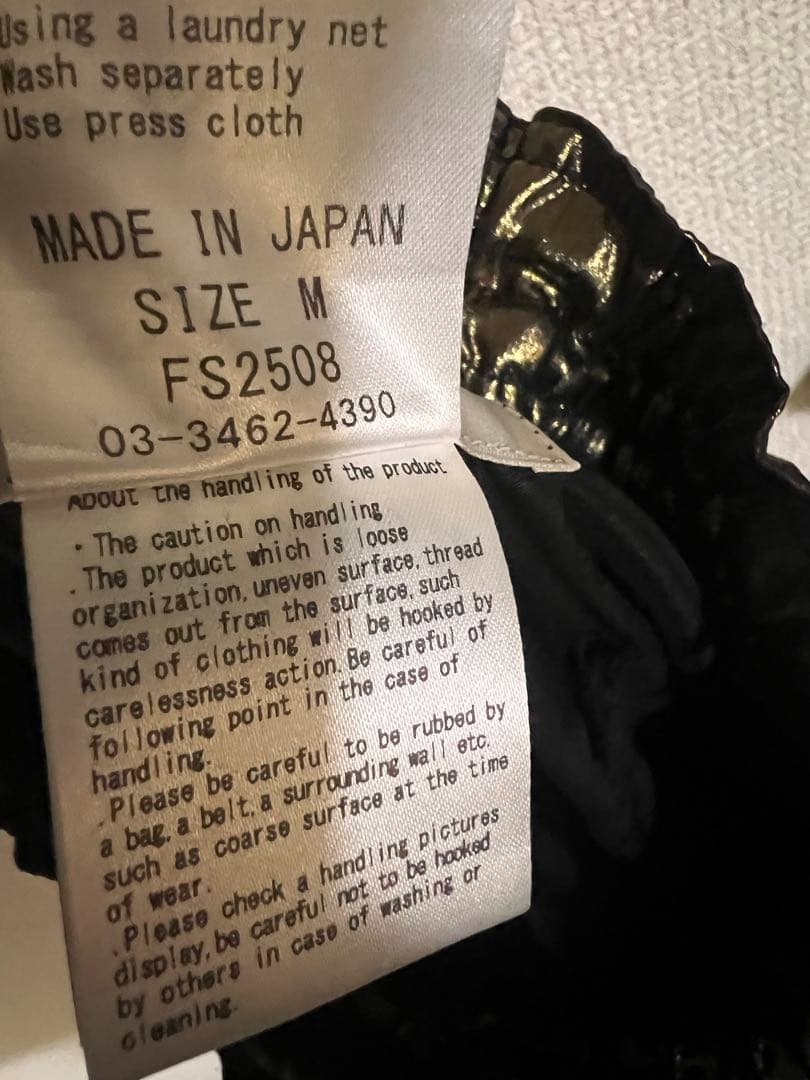 Using a laundry net
Wash separately
Use press cloth
MADE IN JAPAN
SIZE M
FS2508
03-3462-4390
About the handling of the product
・The caution on handling
.The product which is loose
organization,uneven surface,thread
comes out from the surface,such
kind of clothing will be hooked by
carelessness action.Be careful of
following point in the case of
handling.
.Please be careful to be rubbed by
a bag,a belt,a surrounding wall etc.
such as coarse surface at the time
of wear.
.Please check a handling pictures
display,be careful not to be hooked
by others in case of washing or
cleaning.